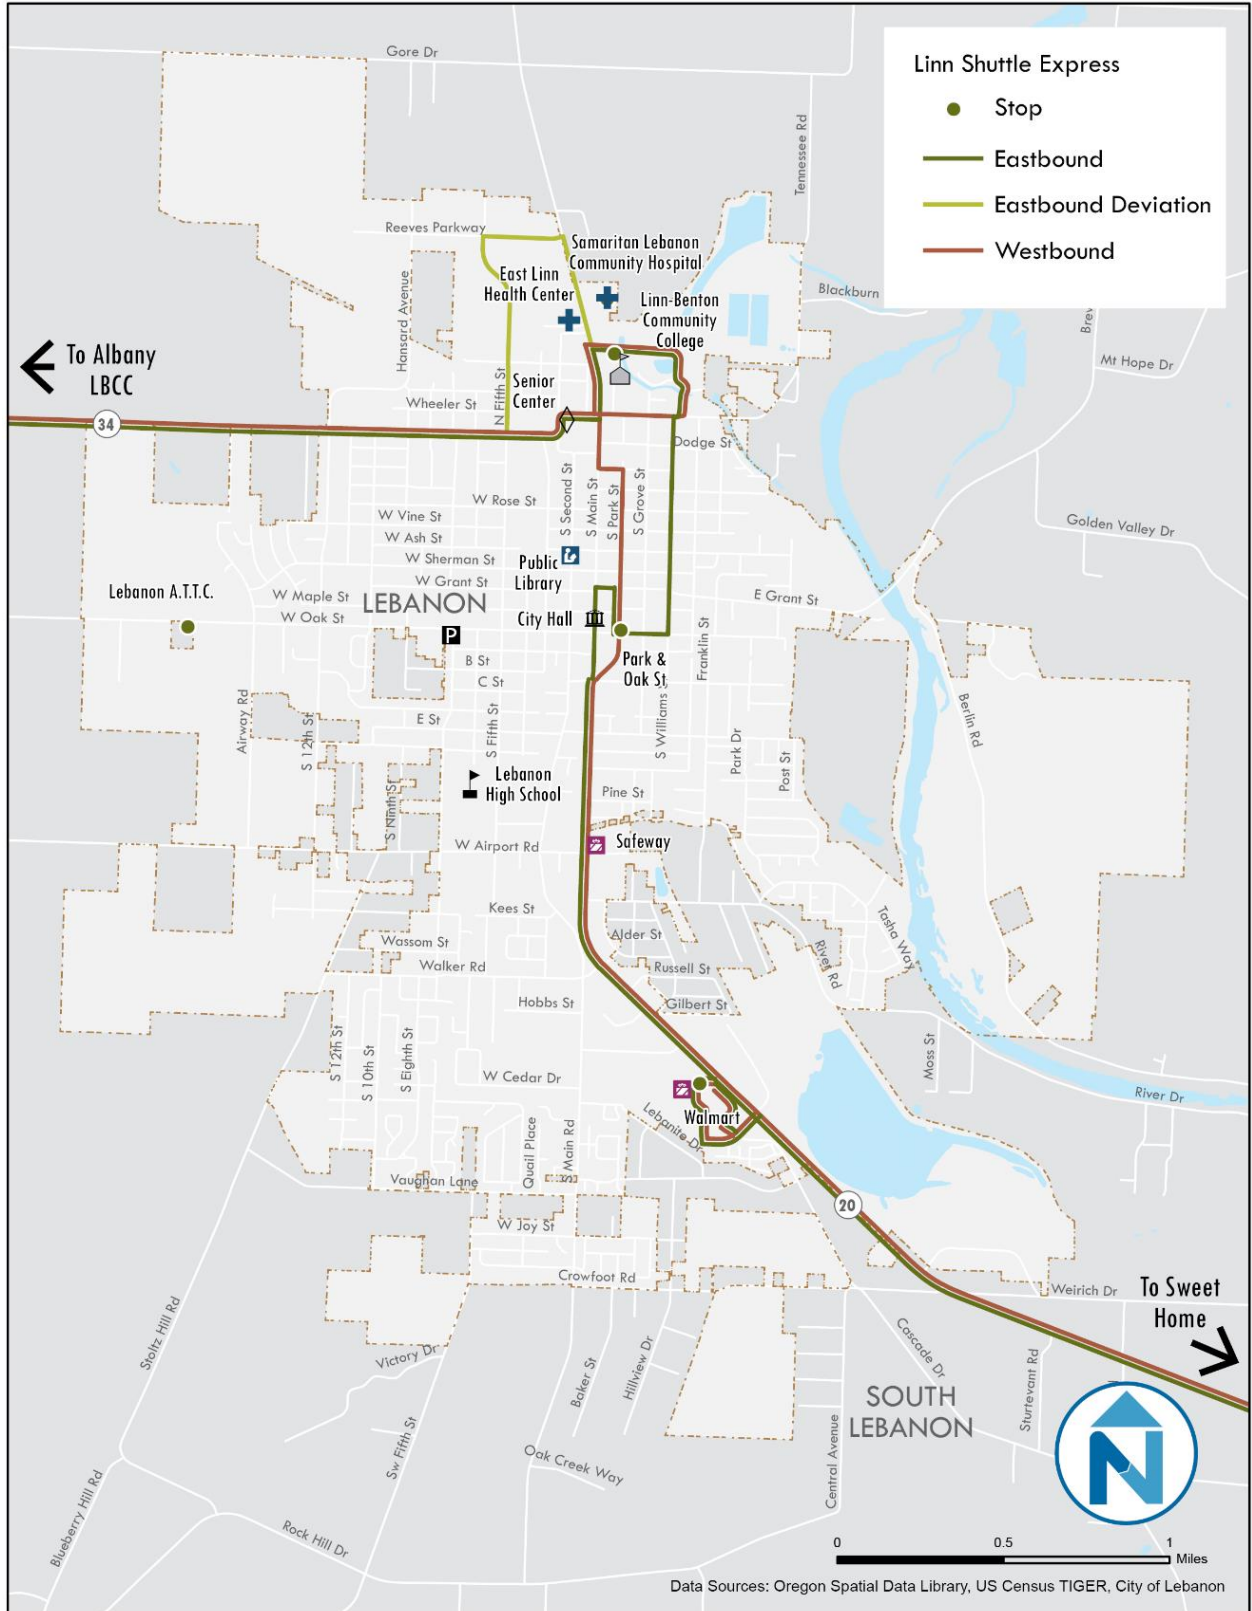 Gore Dr
Linn Shuttle Express
Stop
Eastbound
Eastbound Deviation
Westbound
Tennessee Rd
Reeves Parkway
Samaritan Lebanon
Community Hospital
East Linn
Health Center
Linn-Benton
Community
College
Blackburn
Brev
Hansard Avenue
Mt Hope Dr
To Albany
LBCC
Senior
Center
N Fifth St
Wheeler St
34
Dodge St
S Second St
S Main St
S Park St
S Grove St
W Rose St
W Vine St
W Ash St
W Sherman St
W Grant St
Golden Valley Dr
Public
Library
Lebanon A.T.T.C.
W Maple St
W Oak St
LEBANON
E Grant St
City Hall
P
Park &
Oak St
B St
C St
E St
Franklin St
S Williams
Berlin Rd
Airway Rd
S 12th St
S Fifth St
Park Dr
Post St
Lebanon
High School
S Ninth St
Pine St
W Airport Rd
Safeway
Kees St
Wassom St
Walker Rd
Alder St
Russell St
River Rd
Tasha Way
Hobbs St
Gilbert St
S 12th St
S 10th St
S Eighth St
W Cedar Dr
Moss St
River Dr
Walmart
Lebanite Dr
Quail Place
S Main Rd
Vaughan Lane
20
W Joy St
Crowfoot Rd
Weirich Dr
To Sweet
Home
Stoltz Hill Rd
Victory Dr
Baker St
Hillview Dr
Cascade Dr
Sturtevant Rd
SOUTH
LEBANON
Sw Fifth St
Oak Creek Way
Central Avenue
N
Blueberry Hill Rd
Rock Hill Dr
0 0.5 1
Miles
Data Sources: Oregon Spatial Data Library, US Census TIGER, City of Lebanon